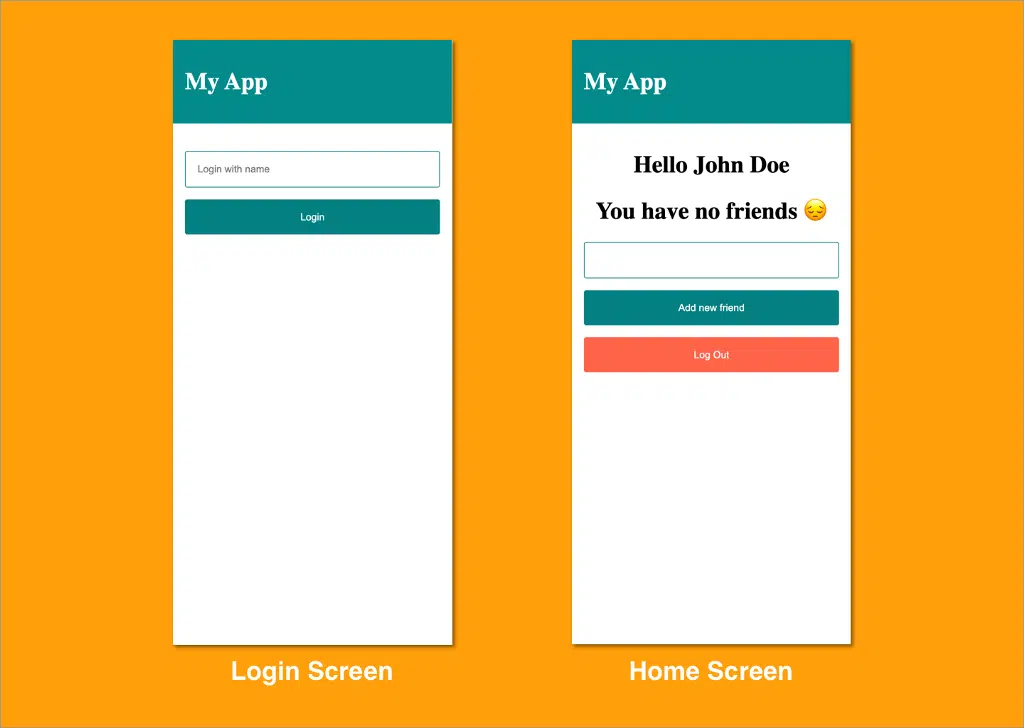 My App
Login with name
Login
Login Screen
My App
Hello John Doe
You have no friends 😔
Add new friend
Log Out
Home Screen